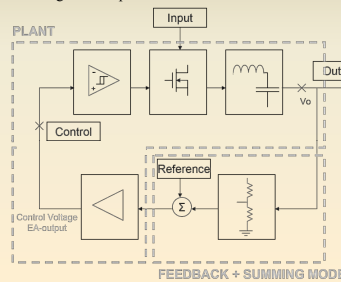 Input
PLANT
Out
Vo
Control
Reference
Σ
Control Voltage
EA-output
FEEDBACK + SUMMING MODE